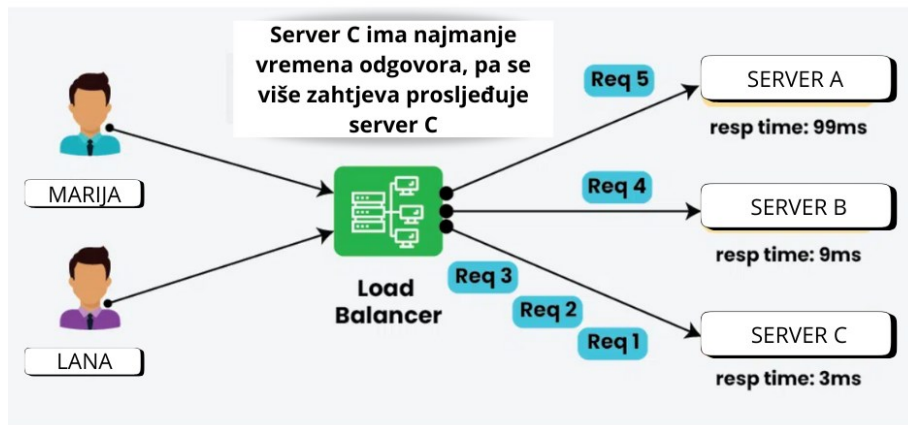 Server C ima najmanje
vremena odgovora, pa se
više zahtjeva prosljeđuje
server C
MARIJA
LANA
Load
Balancer
Req 5
Req 4
Req 3
Req 2
Req 1
SERVER A
resp time: 99ms
SERVER B
resp time: 9ms
SERVER C
resp time: 3ms